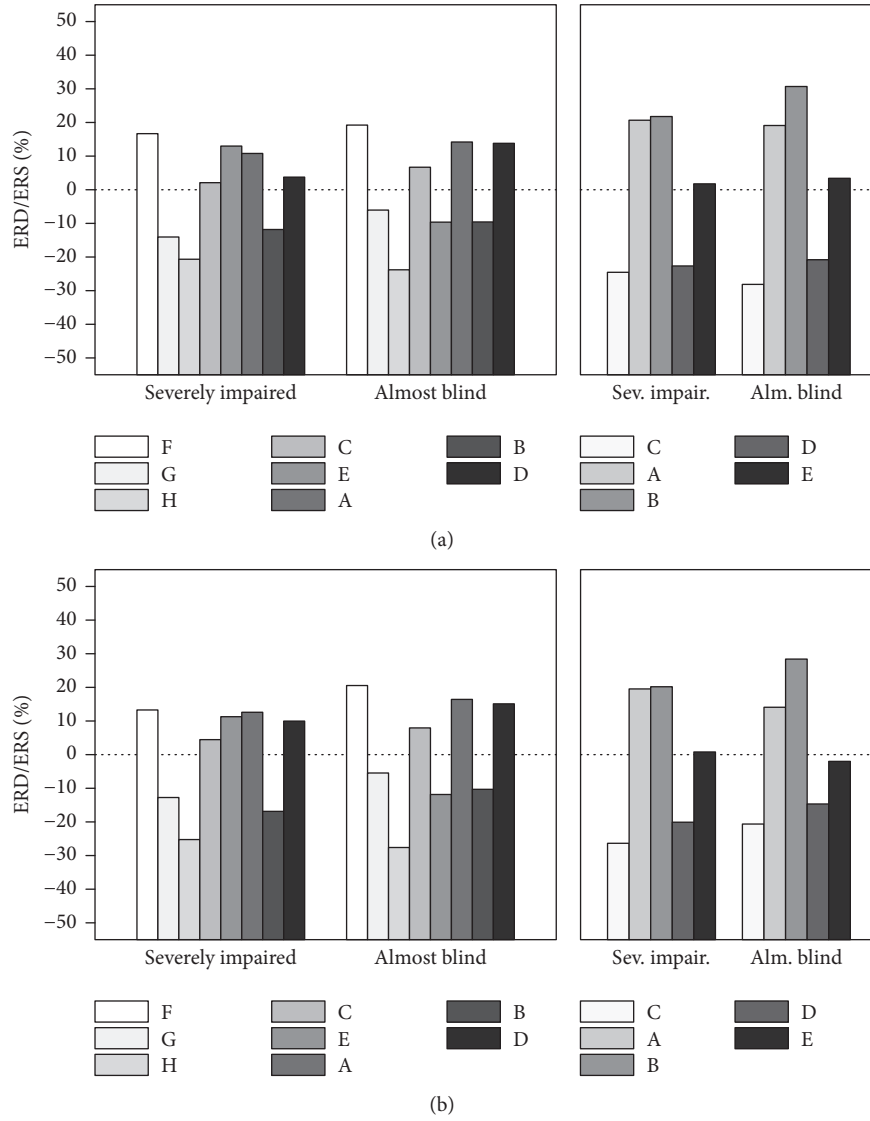 50
40
30
20
10
0
−10
−20
−30
−40
−50
ERD/ERS (%)
Severely impaired Almost blind Sev. impair. Alm. blind
F C B C D
G E D A E
H A B
(a)
50
40
30
20
10
0
−10
−20
−30
−40
−50
ERD/ERS (%)
Severely impaired Almost blind Sev. impair. Alm. blind
F C B C D
G E D A E
H A B
(b)